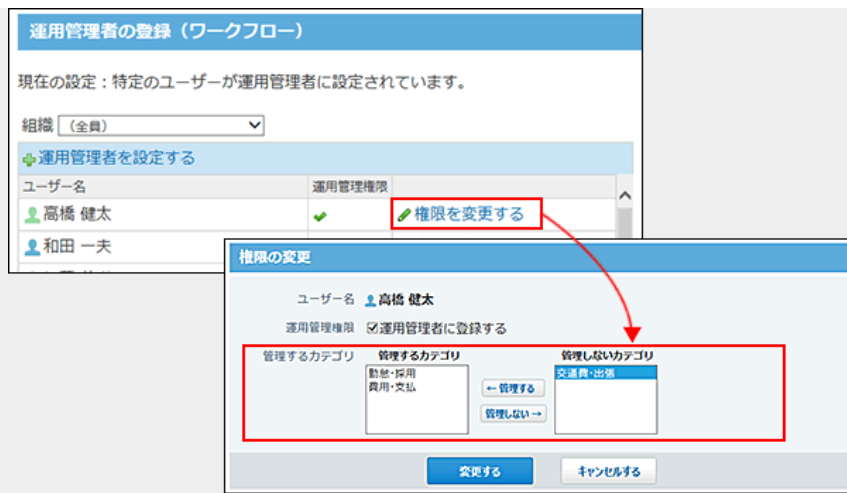 運用管理者の登録（ワークフロー）
現在の設定：特定のユーザーが運用管理者に設定されています。
組織 （全員）
運用管理者を設定する
ユーザー名 運用管理権限
高橋 健太 権限を変更する
和田 一夫
権限の変更
ユーザー名 高橋 健太
運用管理権限 運用管理者に登録する
管理するカテゴリ 管理するカテゴリ 管理しないカテゴリ
勤怠・採用 交通費・出張
費用・支払
←管理する
管理しない→
変更する キャンセルする